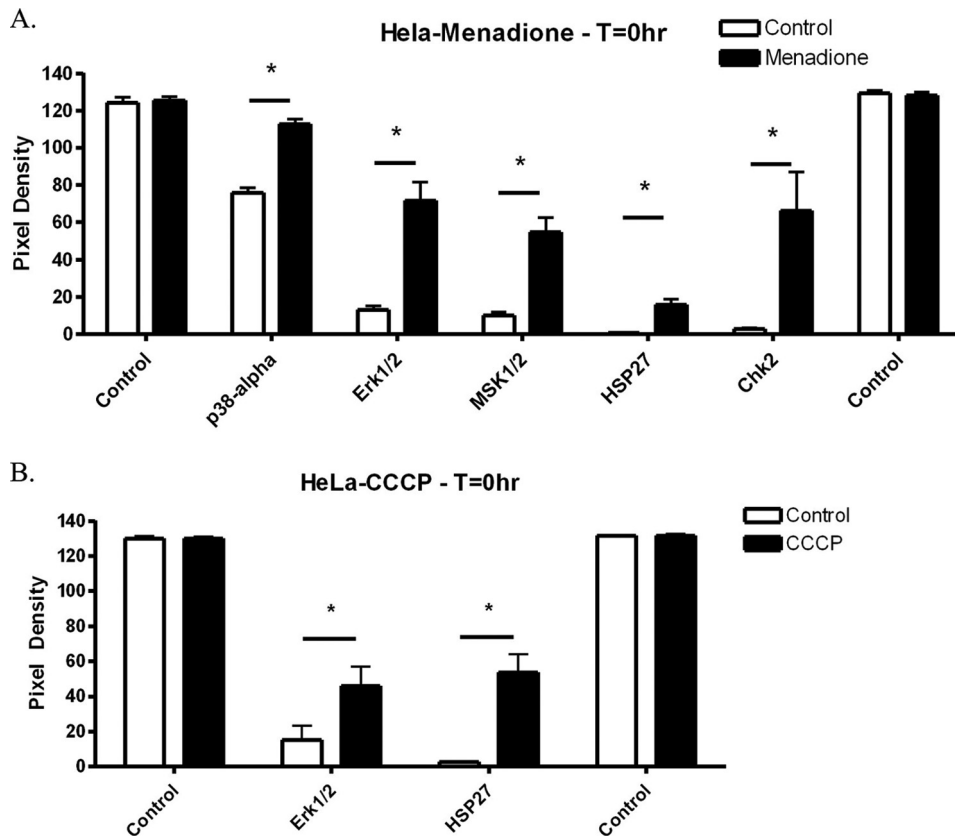 A.
Hela-Menadione - T=0hr
Control
Menadione
*
*
*
*
*
Pixel Density
140
120
100
80
60
40
20
0
Control
p38-alpha
Erk1/2
MSK1/2
HSP27
Chk2
Control
B.
HeLa-CCCP - T=0hr
Control
CCCP
*
*
Pixel Density
140
120
100
80
60
40
20
0
Control
Erk1/2
HSP27
Control